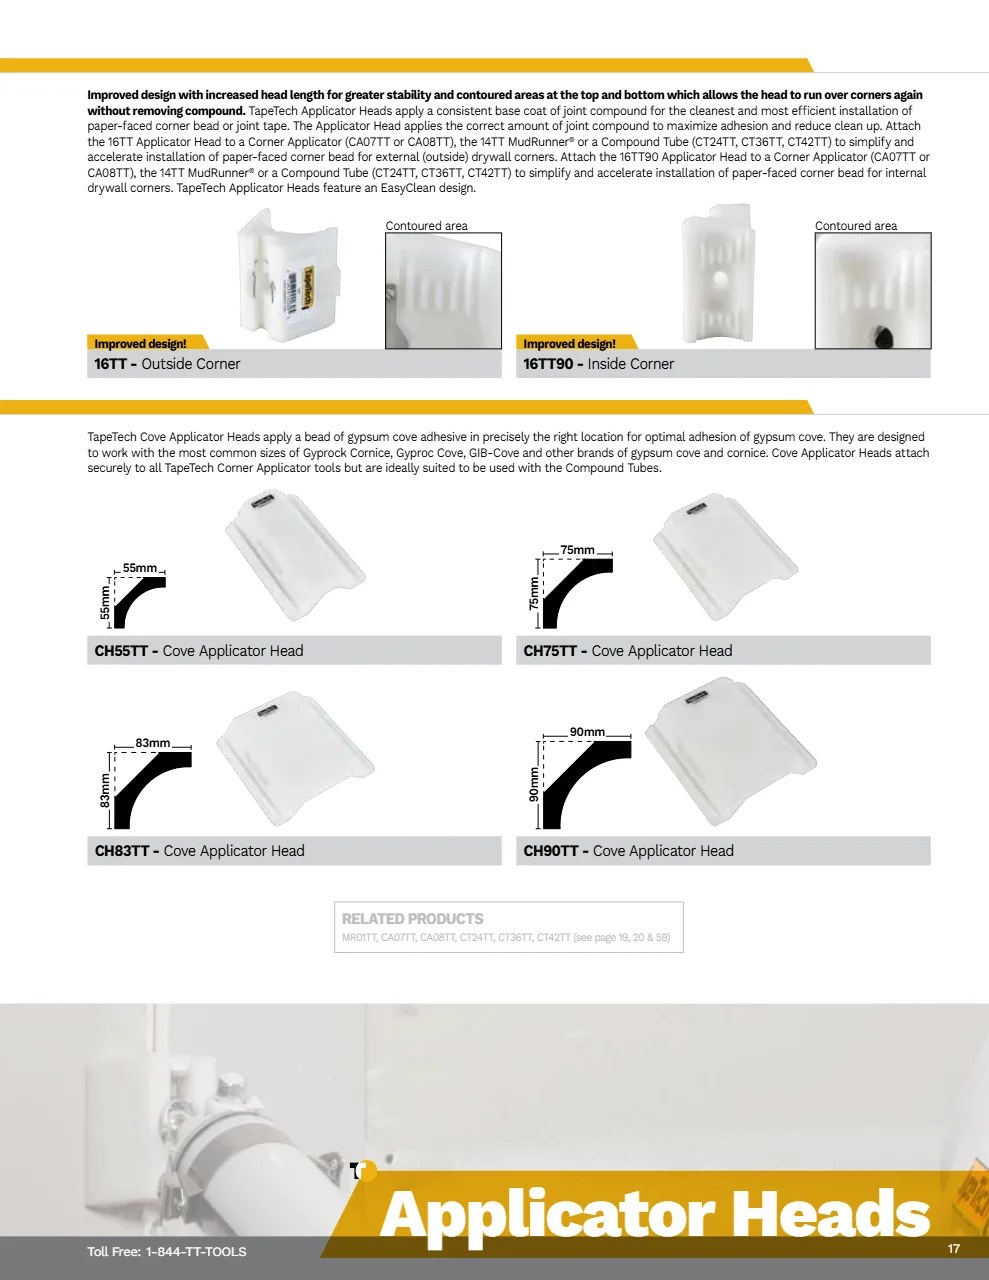 Improved design with increased head length for greater stability and contoured areas at the top and bottom which allows the head to run over corners again
without removing compound. TapeTech Applicator Heads apply a consistent base coat of joint compound for the cleanest and most efficient installation of
paper-faced corner bead or joint tape. The Applicator Head applies the correct amount of joint compound to maximize adhesion and reduce clean up. Attach
the 16TT Applicator Head to a Corner Applicator (CA07TT or CA08TT), the 14TT MudRunner® or a Compound Tube (CT24TT, CT36TT, CT42TT) to simplify and
accelerate installation of paper-faced corner bead for external (outside) drywall corners. Attach the 16TT90 Applicator Head to a Corner Applicator (CA07TT or
CA08TT), the 14TT MudRunner® or a Compound Tube (CT24TT, CT36TT, CT42TT) to simplify and accelerate installation of paper-faced corner bead for internal
drywall corners. TapeTech Applicator Heads feature an EasyClean design.
Contoured area
TapeTech
Improved design!
16TT - Outside Corner
Contoured area
Improved design!
16TT90 - Inside Corner
TapeTech Cove Applicator Heads apply a bead of gypsum cove adhesive in precisely the right location for optimal adhesion of gypsum cove. They are designed
to work with the most common sizes of Gyprock Cornice, Gyproc Cove, GIB-Cove and other brands of gypsum cove and cornice. Cove Applicator Heads attach
securely to all TapeTech Corner Applicator tools but are ideally suited to be used with the Compound Tubes.
55mm
55mm
CH55TT - Cove Applicator Head
75mm
75mm
CH75TT - Cove Applicator Head
83mm
83mm
CH83TT - Cove Applicator Head
90mm
90mm
CH90TT - Cove Applicator Head
RELATED PRODUCTS
MR01TT, CA07TT, CA08TT, CT24TT, CT36TT, CT42TT (see page 19, 20 & 59)
Applicator Heads
Toll Free: 1-844-TT-TOOLS
17